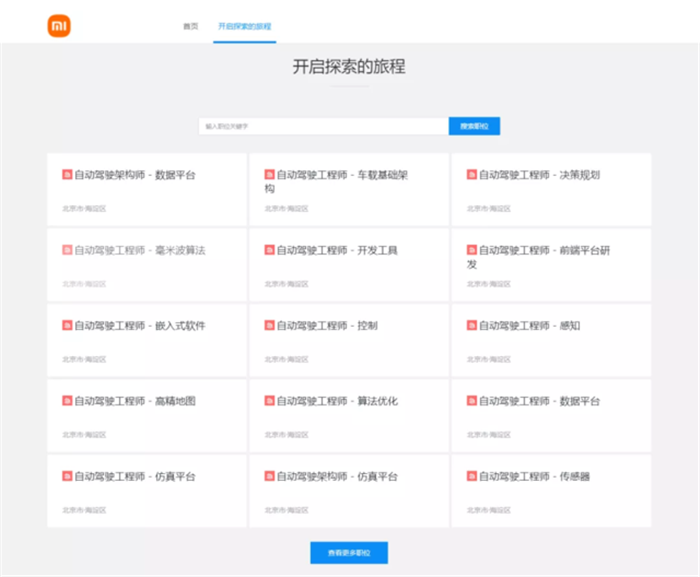 首页
开启探索的旅程
开启探索的旅程
输入职位关键字
搜索职位
自动驾驶架构师 - 数据平台
北京市·海淀区
自动驾驶工程师 - 车载基础架
构
北京市·海淀区
自动驾驶工程师 - 决策规划
北京市·海淀区
自动驾驶工程师 - 毫米波算法
北京市·海淀区
自动驾驶工程师 - 开发工具
北京市·海淀区
自动驾驶工程师 - 前端平台研
发
北京市·海淀区
自动驾驶工程师 - 嵌入式软件
北京市·海淀区
自动驾驶工程师 - 控制
北京市·海淀区
自动驾驶工程师 - 感知
北京市·海淀区
自动驾驶工程师 - 高精地图
北京市·海淀区
自动驾驶工程师 - 算法优化
北京市·海淀区
自动驾驶工程师 - 数据平台
北京市·海淀区
自动驾驶工程师 - 仿真平台
北京市·海淀区
自动驾驶架构师 - 仿真平台
北京市·海淀区
自动驾驶工程师 - 传感器
北京市·海淀区
查看更多职位